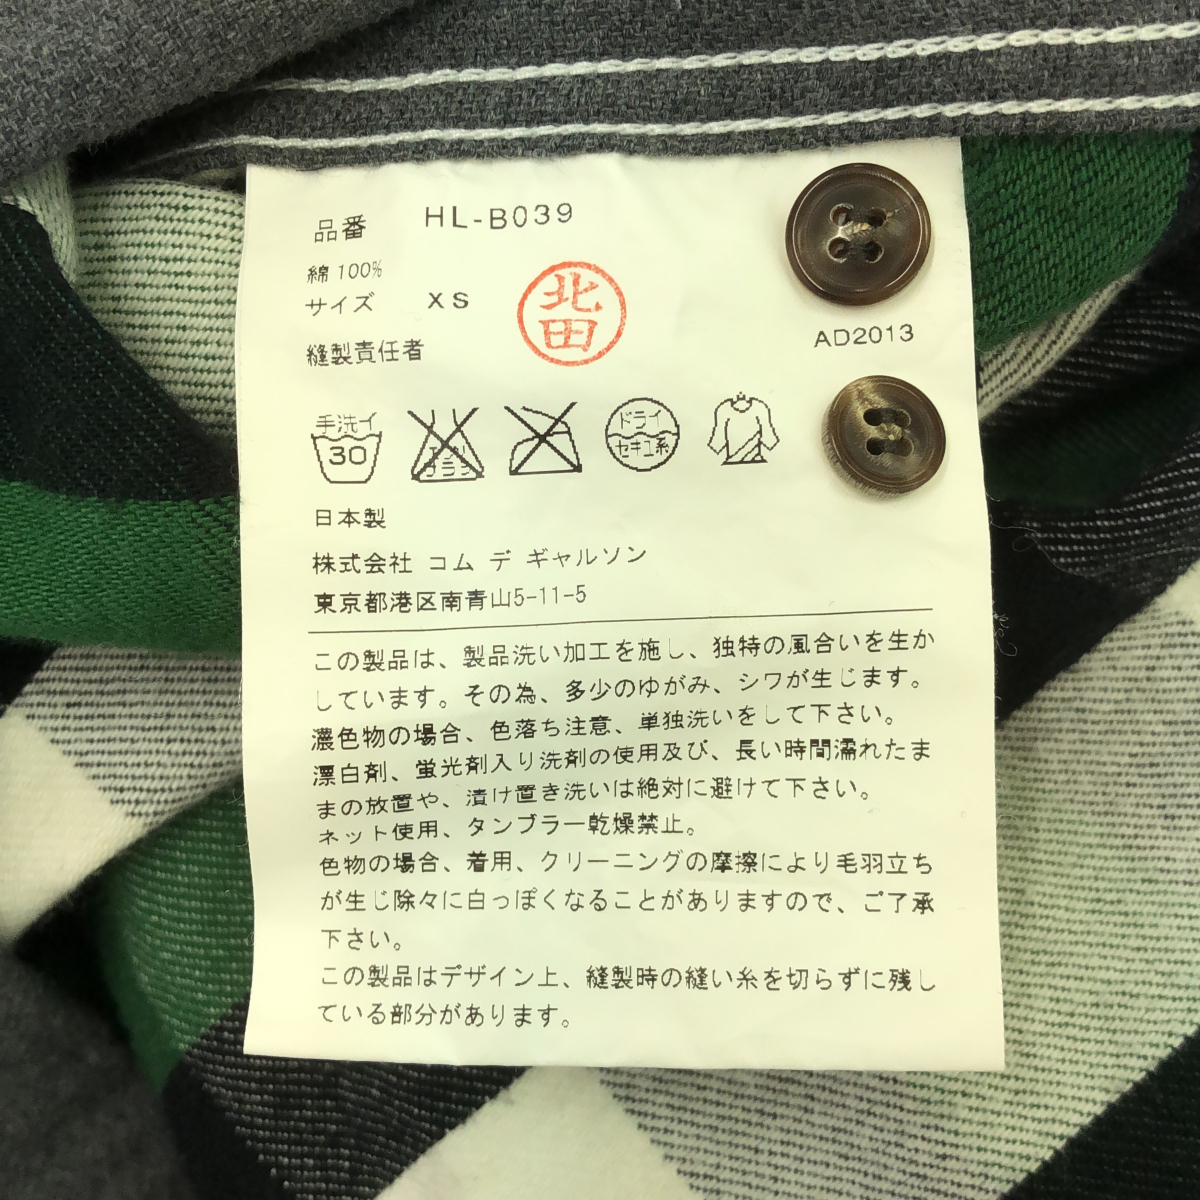 品番 HL-B039
綿100%
サイズ XS
北田
AD2013
縫製責任者
手洗イ 30
エンソ サラシ
ドライ セキユ系
日本製
株式会社 コム デ ギャルソン
東京都港区南青山5-11-5
この製品は、製品洗い加工を施し、独特の風合いを生か
しています。その為、多少のゆがみ、シワが生じます。
濃色物の場合、色落ち注意、単独洗いをして下さい。
漂白剤、蛍光剤入り洗剤の使用及び、長い時間濡れたま
まの放置や、漬け置き洗いは絶対に避けて下さい。
ネット使用、タンブラー乾燥禁止。
色物の場合、着用、クリーニングの摩擦により毛羽立ち
が生じ除々に白っぽくなることがありますので、ご了承
下さい。
この製品はデザイン上、縫製時の縫い糸を切らずに残し
ている部分があります。